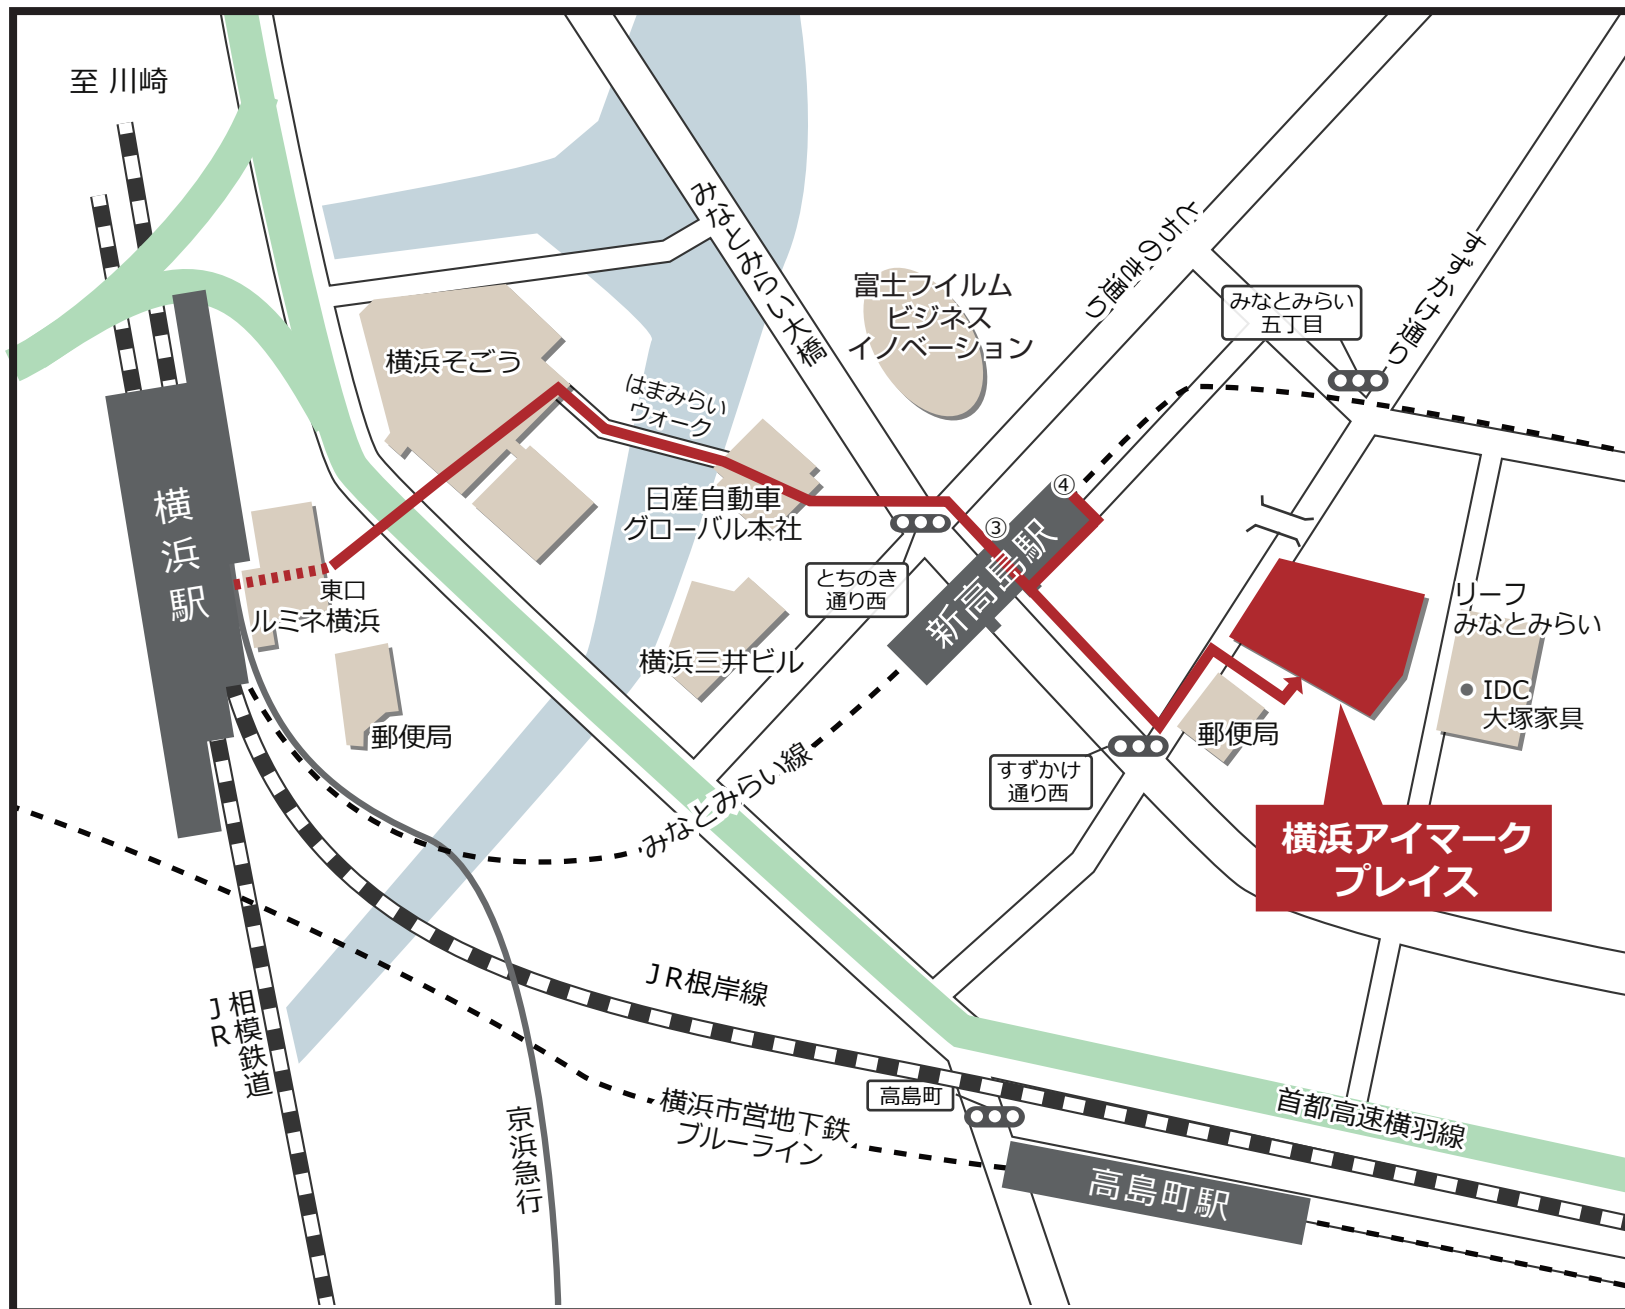 至 川崎
みなとみらい大橋
とちのき通り
すずかけ通り
富士フイルム
ビジネス
イノベーション
みなとみらい
五丁目
横浜そごう
はまみらい
ウォーク
日産自動車
グローバル本社
④
③
横浜駅
新高島駅
とちのき
通り西
東口
ルミネ横浜
リーフ
みなとみらい
横浜三井ビル
IDC
大塚家具
郵便局
郵便局
みなとみらい線
すずかけ
通り西
横浜アイマーク
プレイス
JR根岸線
相模鉄道
JR
高島町
横浜市営地下鉄
ブルーライン
京浜急行
首都高速横羽線
高島町駅